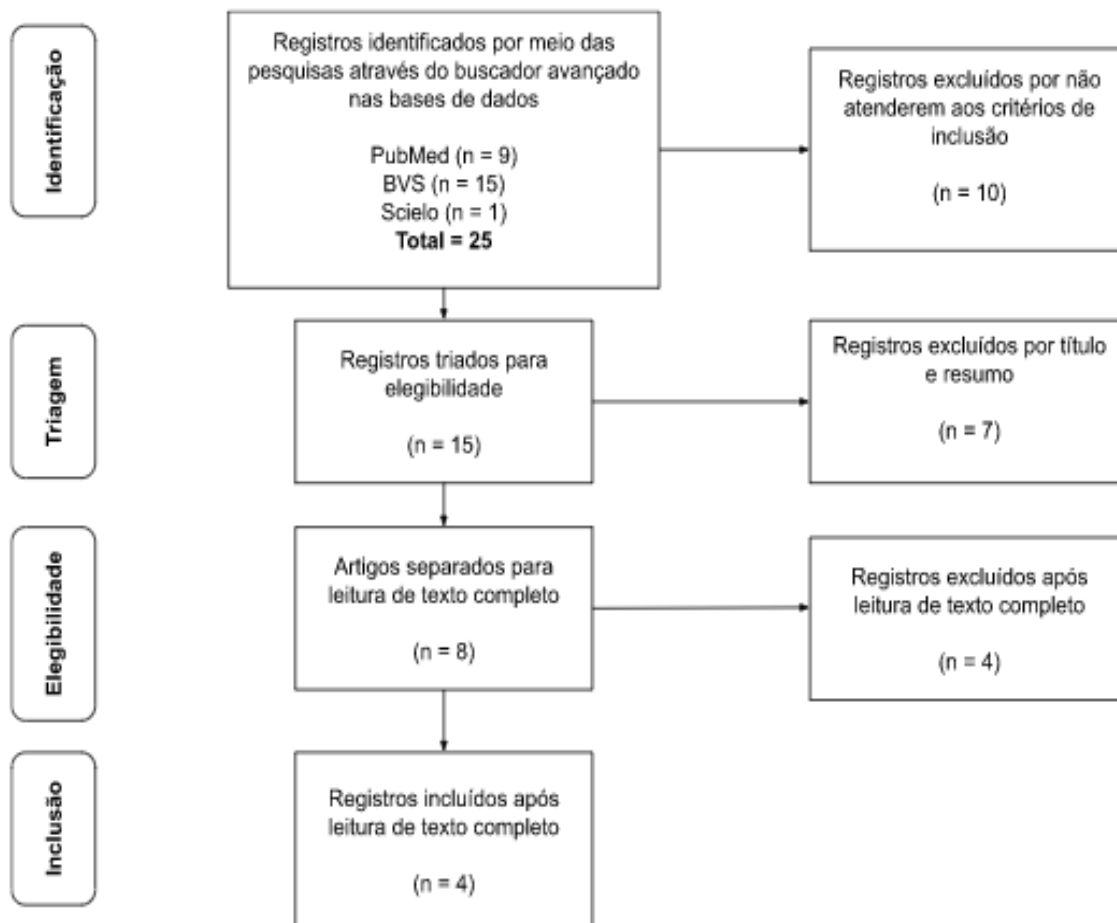 Identificação
Registros identificados por meio das
pesquisas através do buscador avançado
nas bases de dados
PubMed (n = 9)
BVS (n = 15)
Scielo (n = 1)
Total = 25
Registros excluídos por não
atenderem aos critérios de
inclusão
(n = 10)
Triagem
Registros triados para
elegibilidade
(n = 15)
Registros excluídos por título
e resumo
(n = 7)
Elegibilidade
Artigos separados para
leitura de texto completo
(n = 8)
Registros excluídos após
leitura de texto completo
(n = 4)
Inclusão
Registros incluídos após
leitura de texto completo
(n = 4)